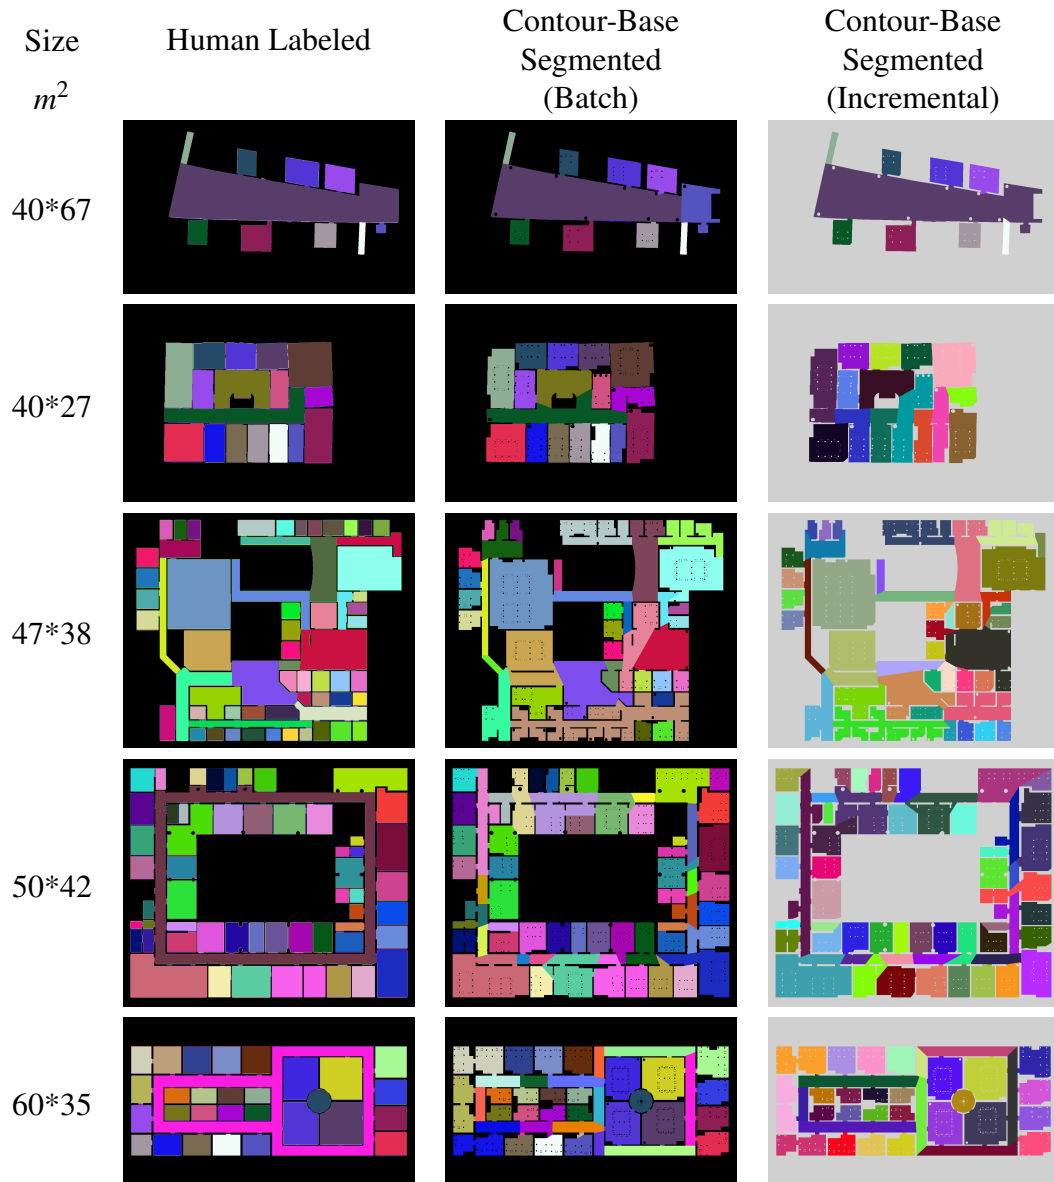 Size
m²
Human Labeled
Contour-Base
Segmented
(Batch)
Contour-Base
Segmented
(Incremental)
40*67
40*27
47*38
50*42
60*35